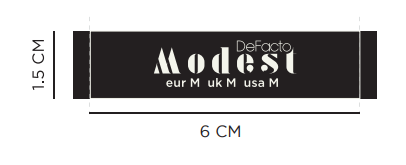 1.5 CM
DeFacto
Modest
eur M uk M usa M
6 CM